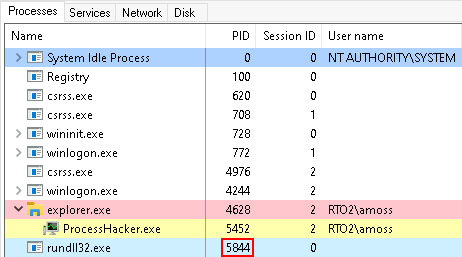 Processes Services Network Disk
Name PID Session ID User name
System Idle Process 0 0 NT AUTHORITY\SYSTEM
Registry 100 0
csrss.exe 620 0
csrss.exe 708 1
wininit.exe 728 0
winlogon.exe 772 1
csrss.exe 4976 2
winlogon.exe 4244 2
explorer.exe 4628 2 RTO2\amoss
ProcessHacker.exe 5452 2 RTO2\amoss
rundll32.exe 5844 0